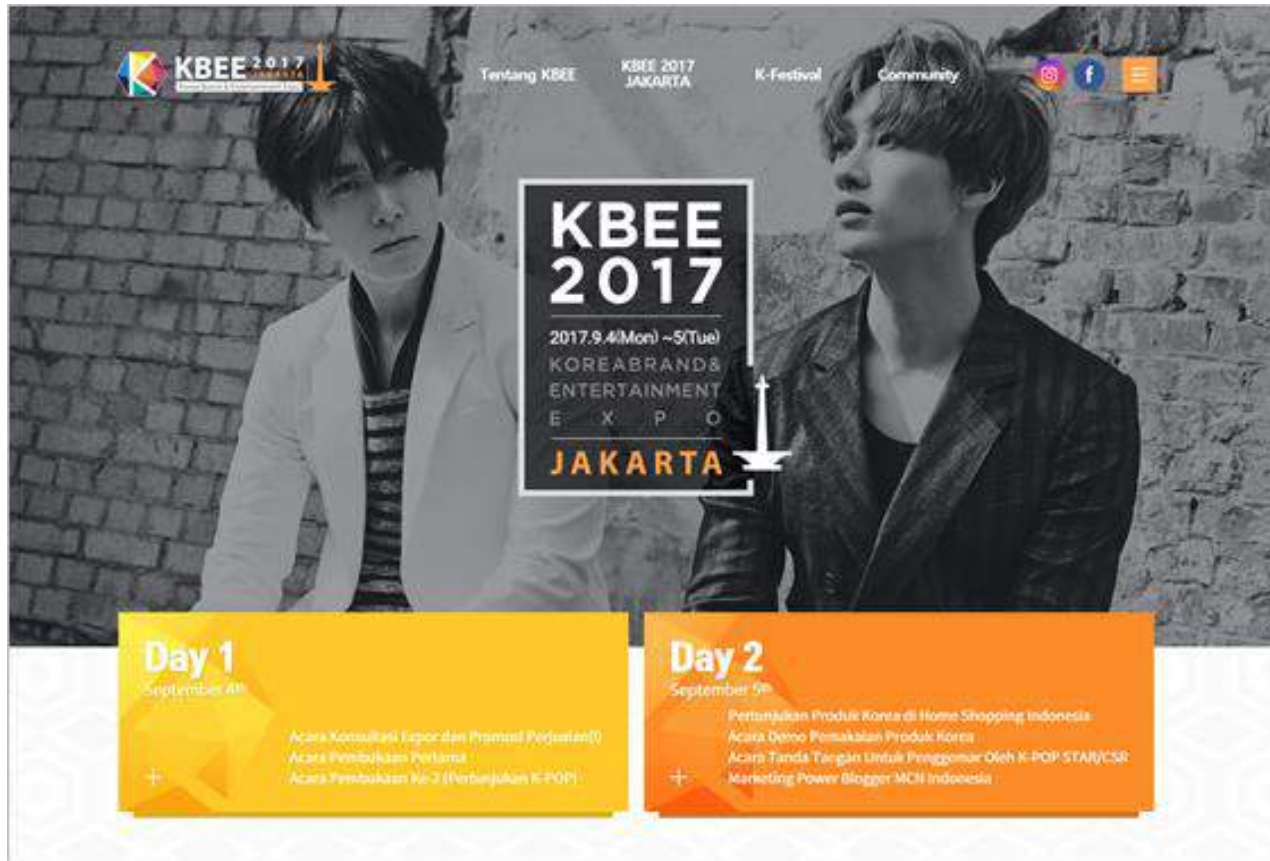 KBEE 2017
JAKARTA
Tentang KBEE
KBEE 2017
JAKARTA
K-Festival
Community
KBEE
2017
2017.9.4(Mon) ~5(Tue)
KOREABRAND&
ENTERTAINMENT
EXPO
JAKARTA
Day 1
September 4th
Acara Konsultasi Expor dan Promosi Perjualan(I)
Acara Pembukaan Pertama
Acara Pembukaan Ke-2 (Pertunjukan K-POP)
+
Day 2
September 5th
Pertunjukan Produk Korea di Home Shopping Indonesia
Acara Demo Pemakaian Produk Korea
Acara Tanda Tangan Untuk Penggemar Oleh K-POP STAR/CSR
Marketing Power Blogger MCN Indonesia
+